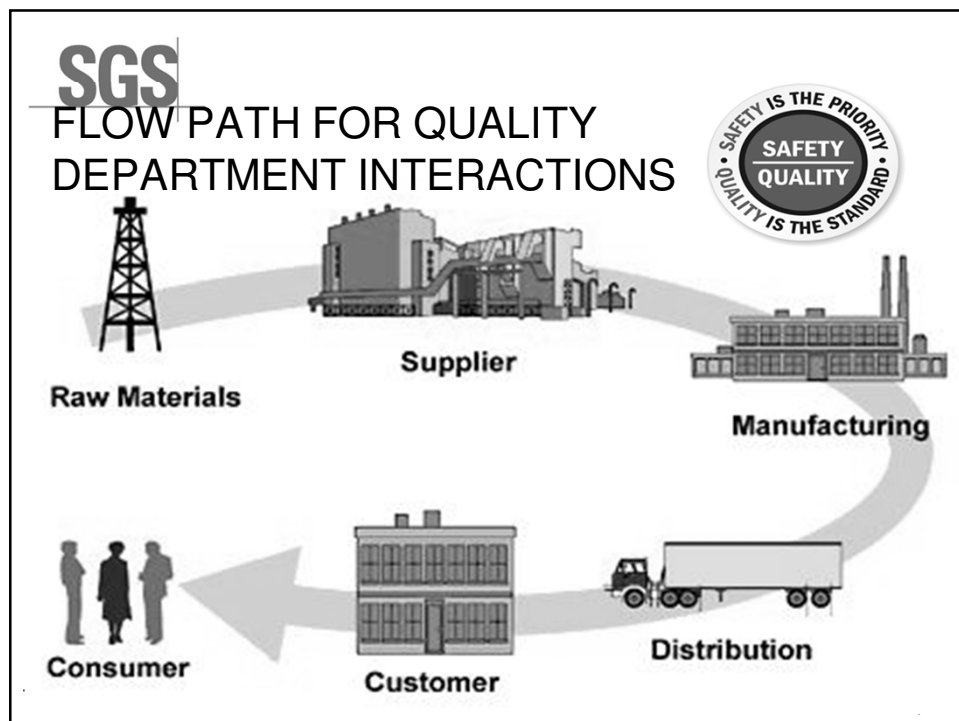 SGS
FLOW PATH FOR QUALITY
DEPARTMENT INTERACTIONS
• SAFETY IS THE PRIORITY •
SAFETY
QUALITY
QUALITY IS THE STANDARD
Supplier
Raw Materials
Manufacturing
Distribution
Customer
Consumer